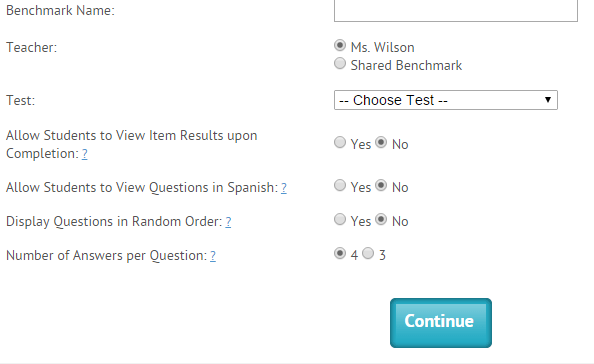 Benchmark Name:
Teacher:
Ms. Wilson
Shared Benchmark
Test:
-- Choose Test --
Allow Students to View Item Results upon
Completion: ?
Yes No
Allow Students to View Questions in Spanish: ?
Yes No
Display Questions in Random Order: ?
Yes No
Number of Answers per Question: ?
4 3
Continue